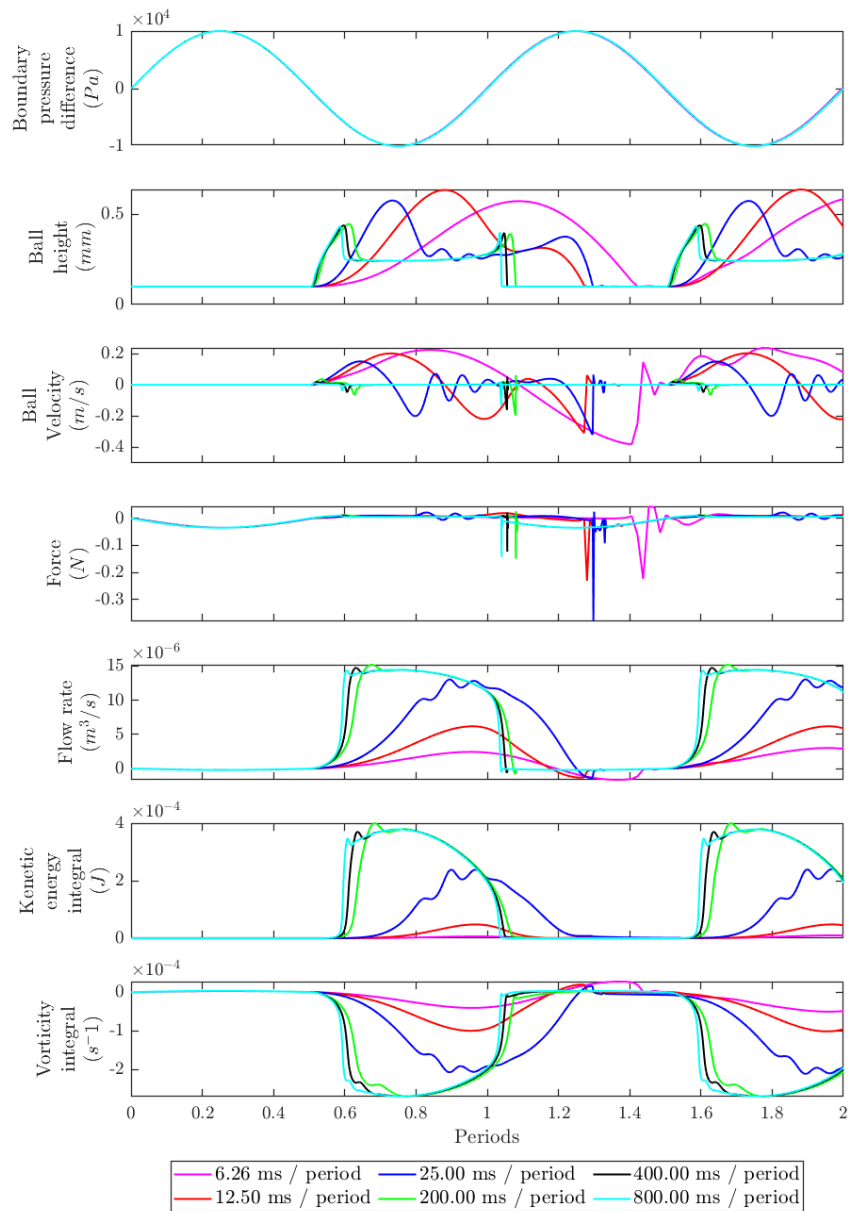 ×10⁴
Boundary
pressure
difference
(Pa)
1
0
-1
Ball
height
(mm)
0.5
0
Ball
Velocity
(m/s)
0.2
0
-0.2
-0.4
Force
(N)
0
-0.1
-0.2
-0.3
×10⁻⁶
Flow rate
(m³/s)
15
10
5
0
×10⁻⁴
Kenetic
energy
integral
(J)
4
2
0
×10⁻⁴
Vorticity
integral
(s⁻¹)
0
-1
-2
0 0.2 0.4 0.6 0.8 1 1.2 1.4 1.6 1.8 2
Periods
6.26 ms / period 25.00 ms / period 400.00 ms / period
12.50 ms / period 200.00 ms / period 800.00 ms / period